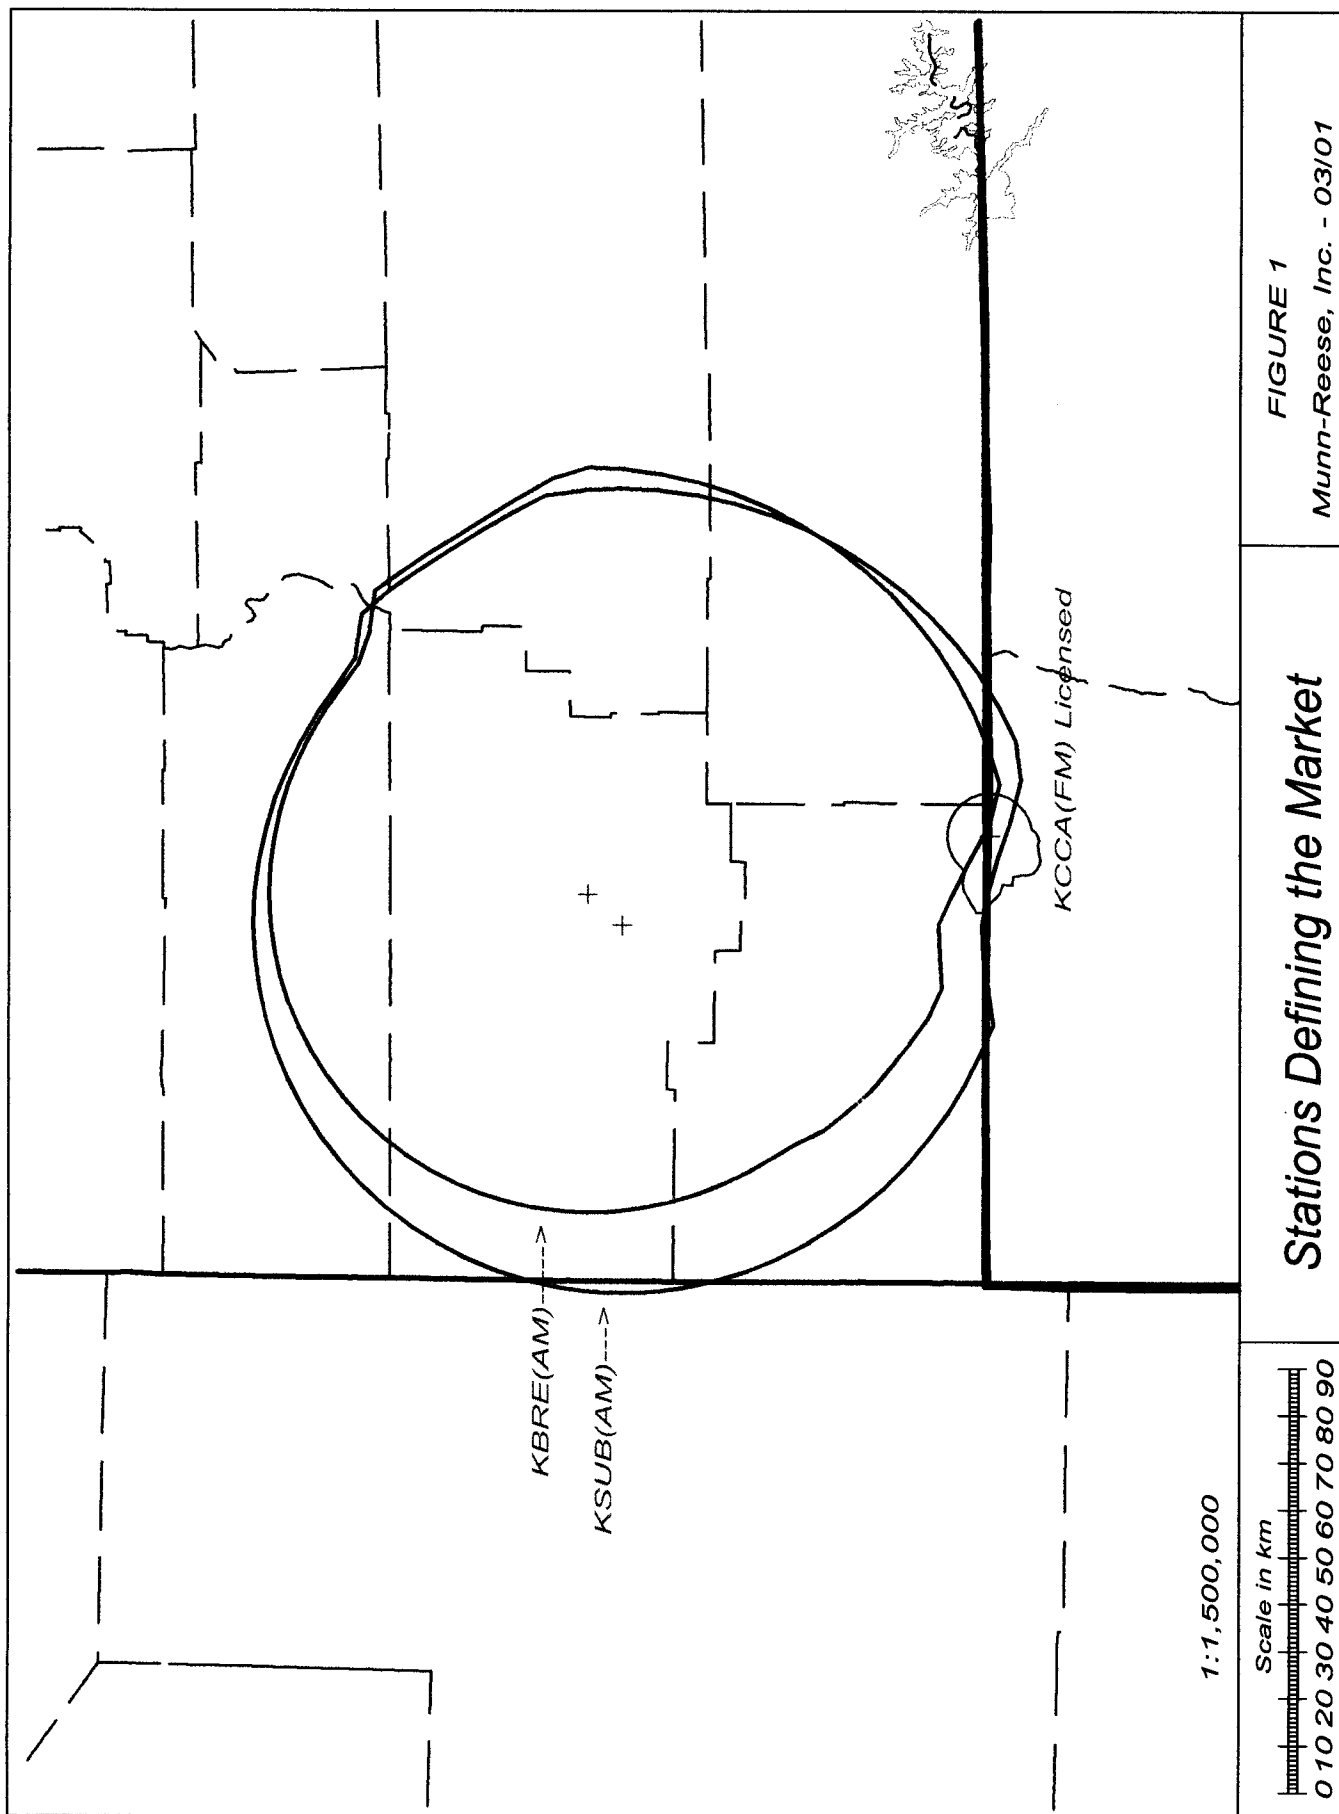 KBRE(AM)---->
KSUB(AM)---->
KCCA(FM) Licensed
1:1,500,000
Scale in km
0 10 20 30 40 50 60 70 80 90
Stations Defining the Market
FIGURE 1
Munn-Reese, Inc. - 03/01